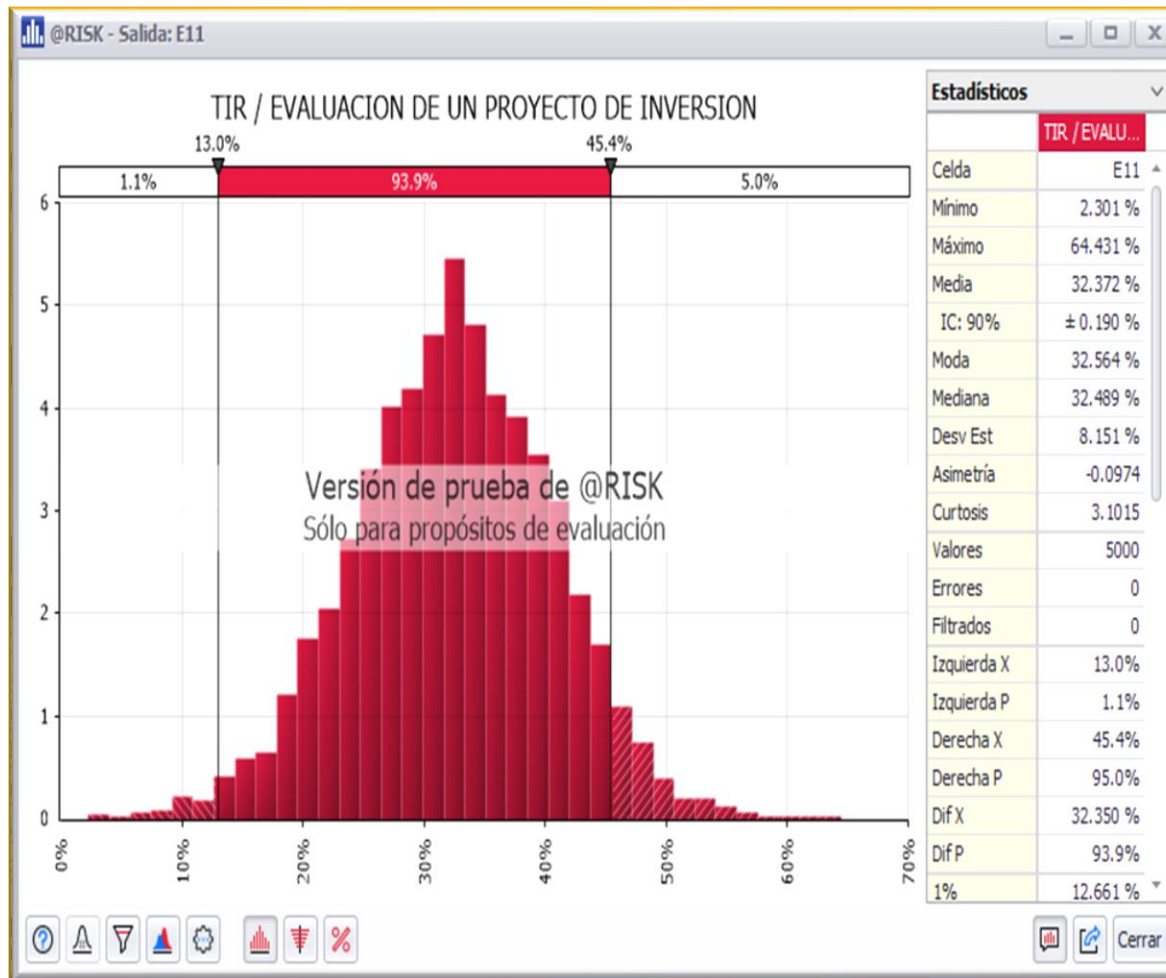 @RISK - Salida: E11
TIR / EVALUACION DE UN PROYECTO DE INVERSION
13.0% 45.4%
1.1% 93.9% 5.0%
6
5
4
3
2
1
0
Versión de prueba de @RISK
Sólo para propósitos de evaluación
0% 10% 20% 30% 40% 50% 60% 70%
Estadísticos
TIR / EVALU...
Celda E11
Mínimo 2.301 %
Máximo 64.431 %
Media 32.372 %
IC: 90% ± 0.190 %
Moda 32.564 %
Mediana 32.489 %
Desv Est 8.151 %
Asimetría -0.0974
Curtosis 3.1015
Valores 5000
Errores 0
Filtrados 0
Izquierda X 13.0%
Izquierda P 1.1%
Derecha X 45.4%
Derecha P 95.0%
Dif X 32.350 %
Dif P 93.9%
1% 12.661 %
Cerrar